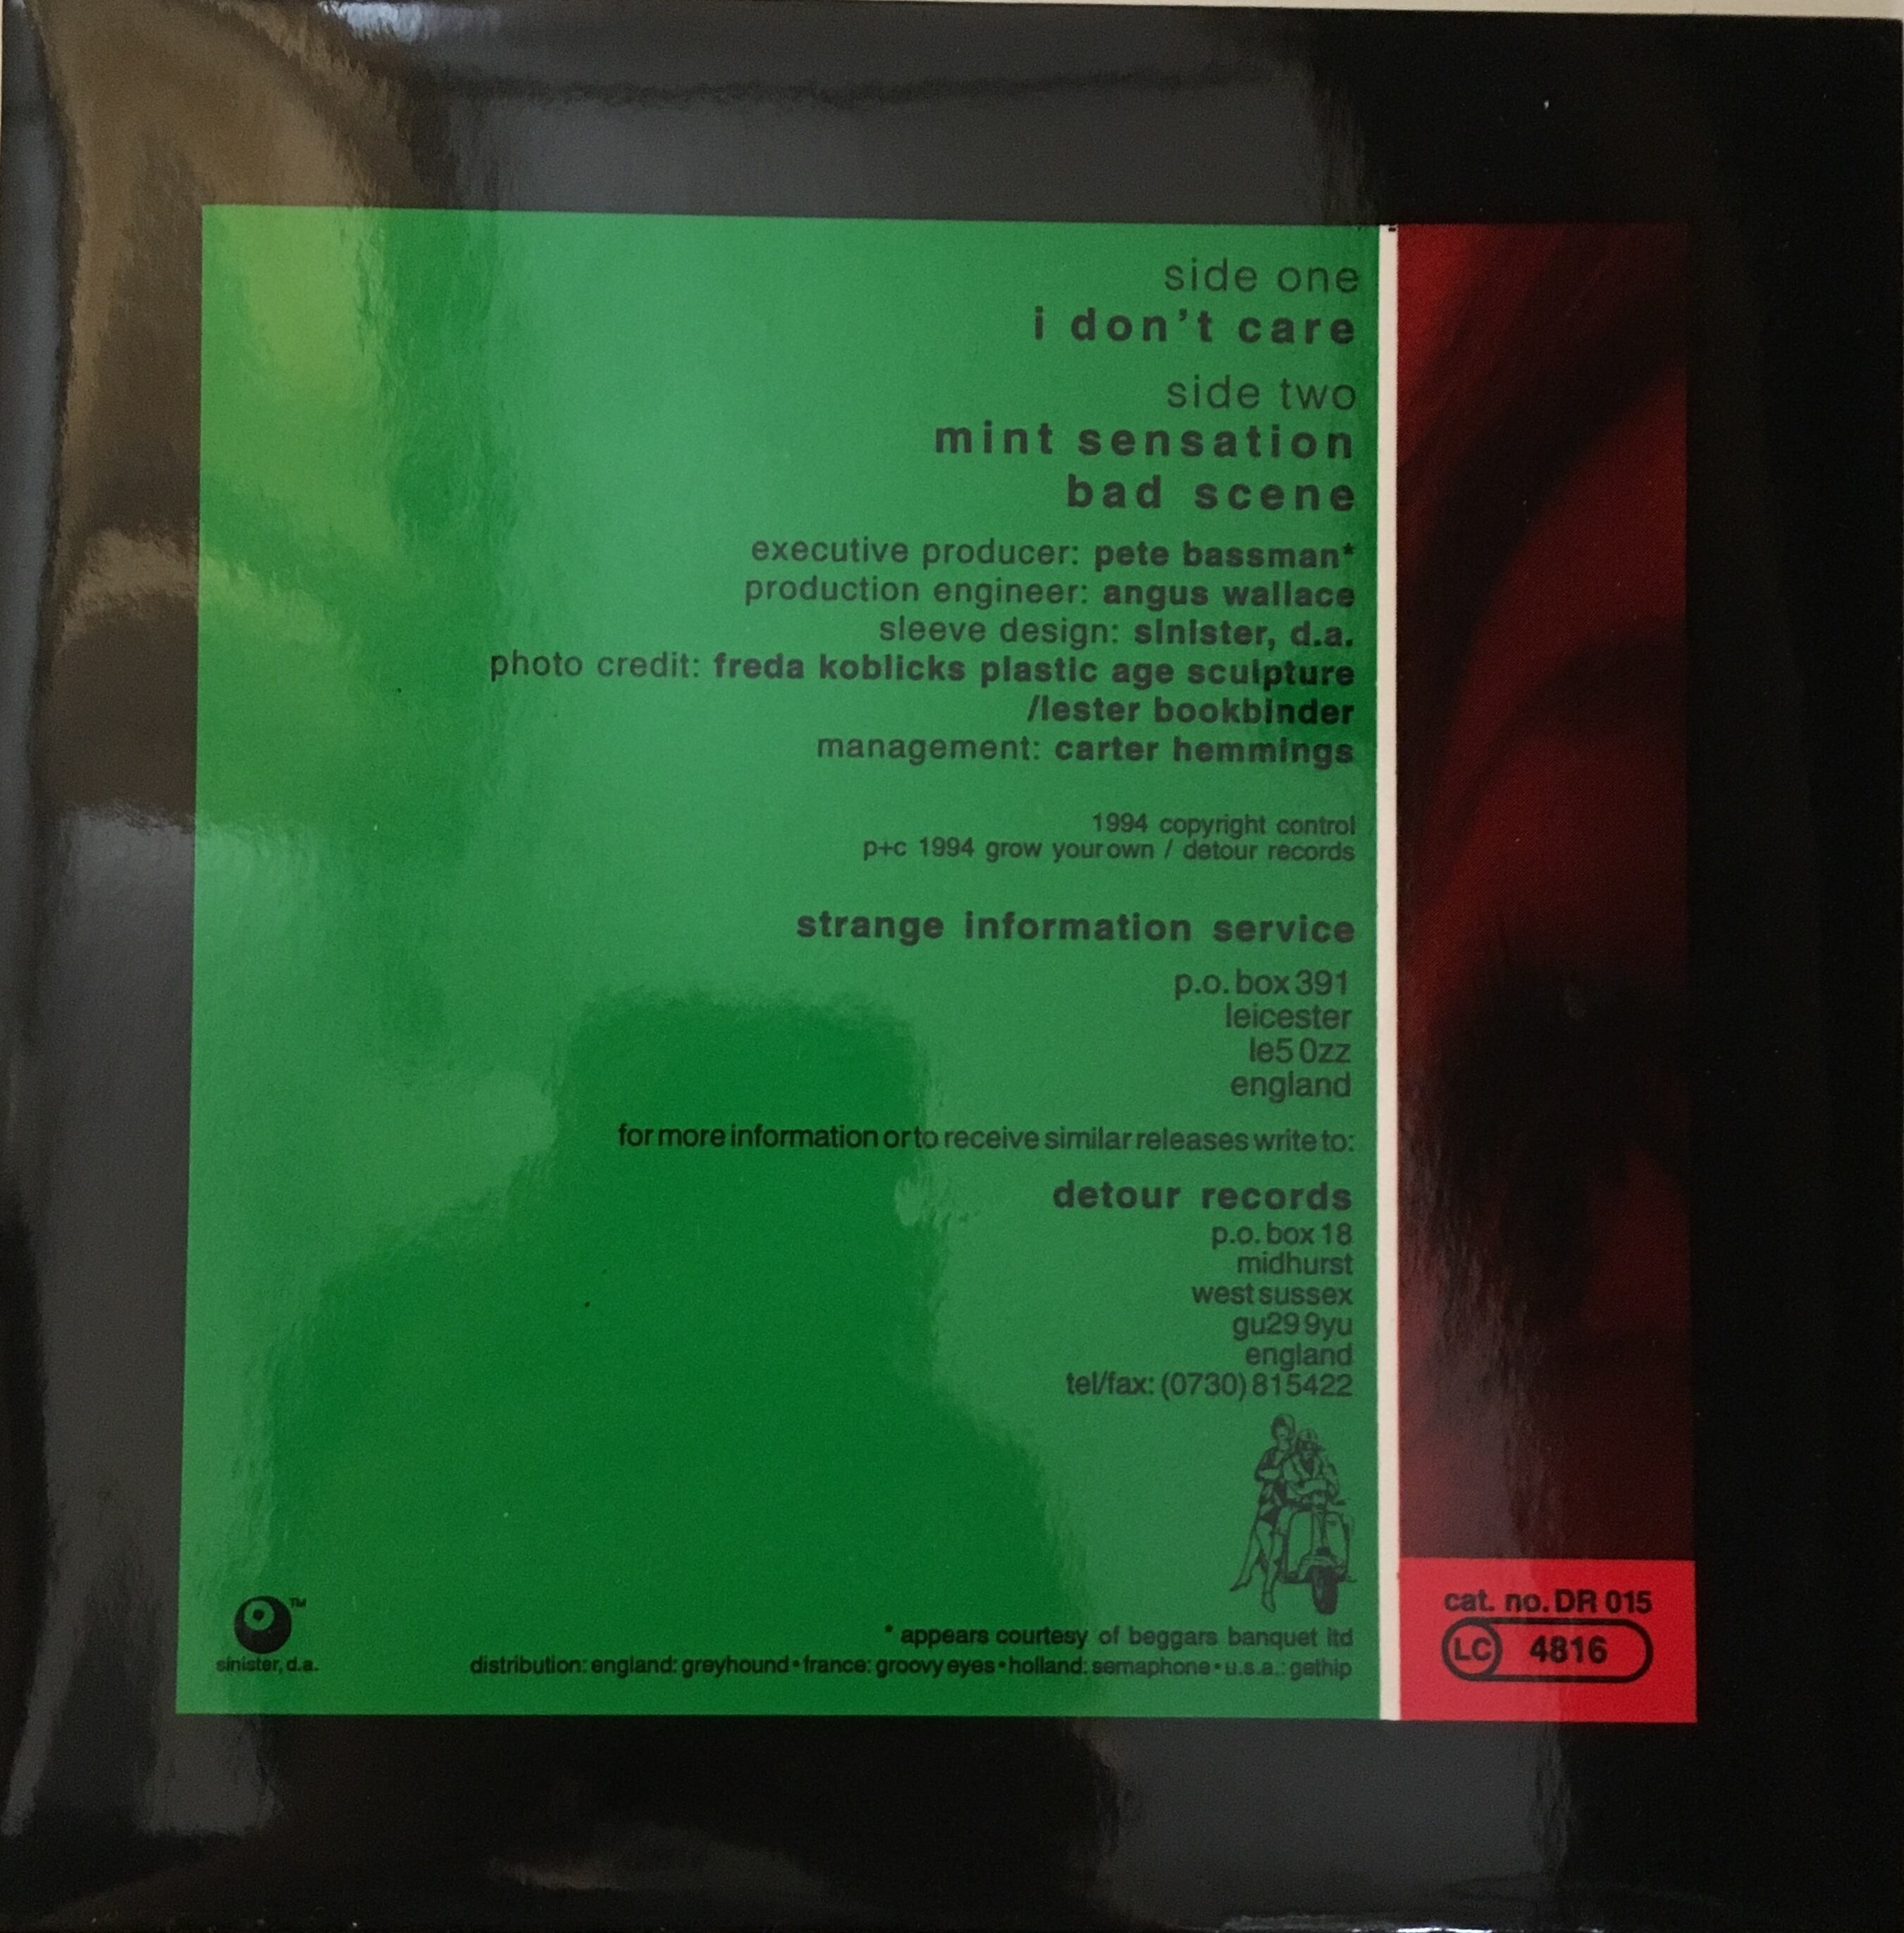 side one
i don't care
side two
mint sensation
bad scene
executive producer: pete bassman*
production engineer: angus wallace
sleeve design: sinister, d.a.
photo credit: freda koblicks plastic age sculpture
/lester bookbinder
management: carter hemmings
1994 copyright control
p+c 1994 grow your own / detour records
strange information service
p.o. box 391
leicester
le5 0zz
england
for more information or to receive similar releases write to:
detour records
p.o. box 18
midhurst
west sussex
gu29 9yu
england
tel/fax: (0730) 815422
TM
sinister, d.a.
* appears courtesy of beggars banquet ltd
distribution: england: greyhound • france: groovy eyes • holland: semaphone • u.s.a.: gethip
cat. no. DR 015
LC 4816